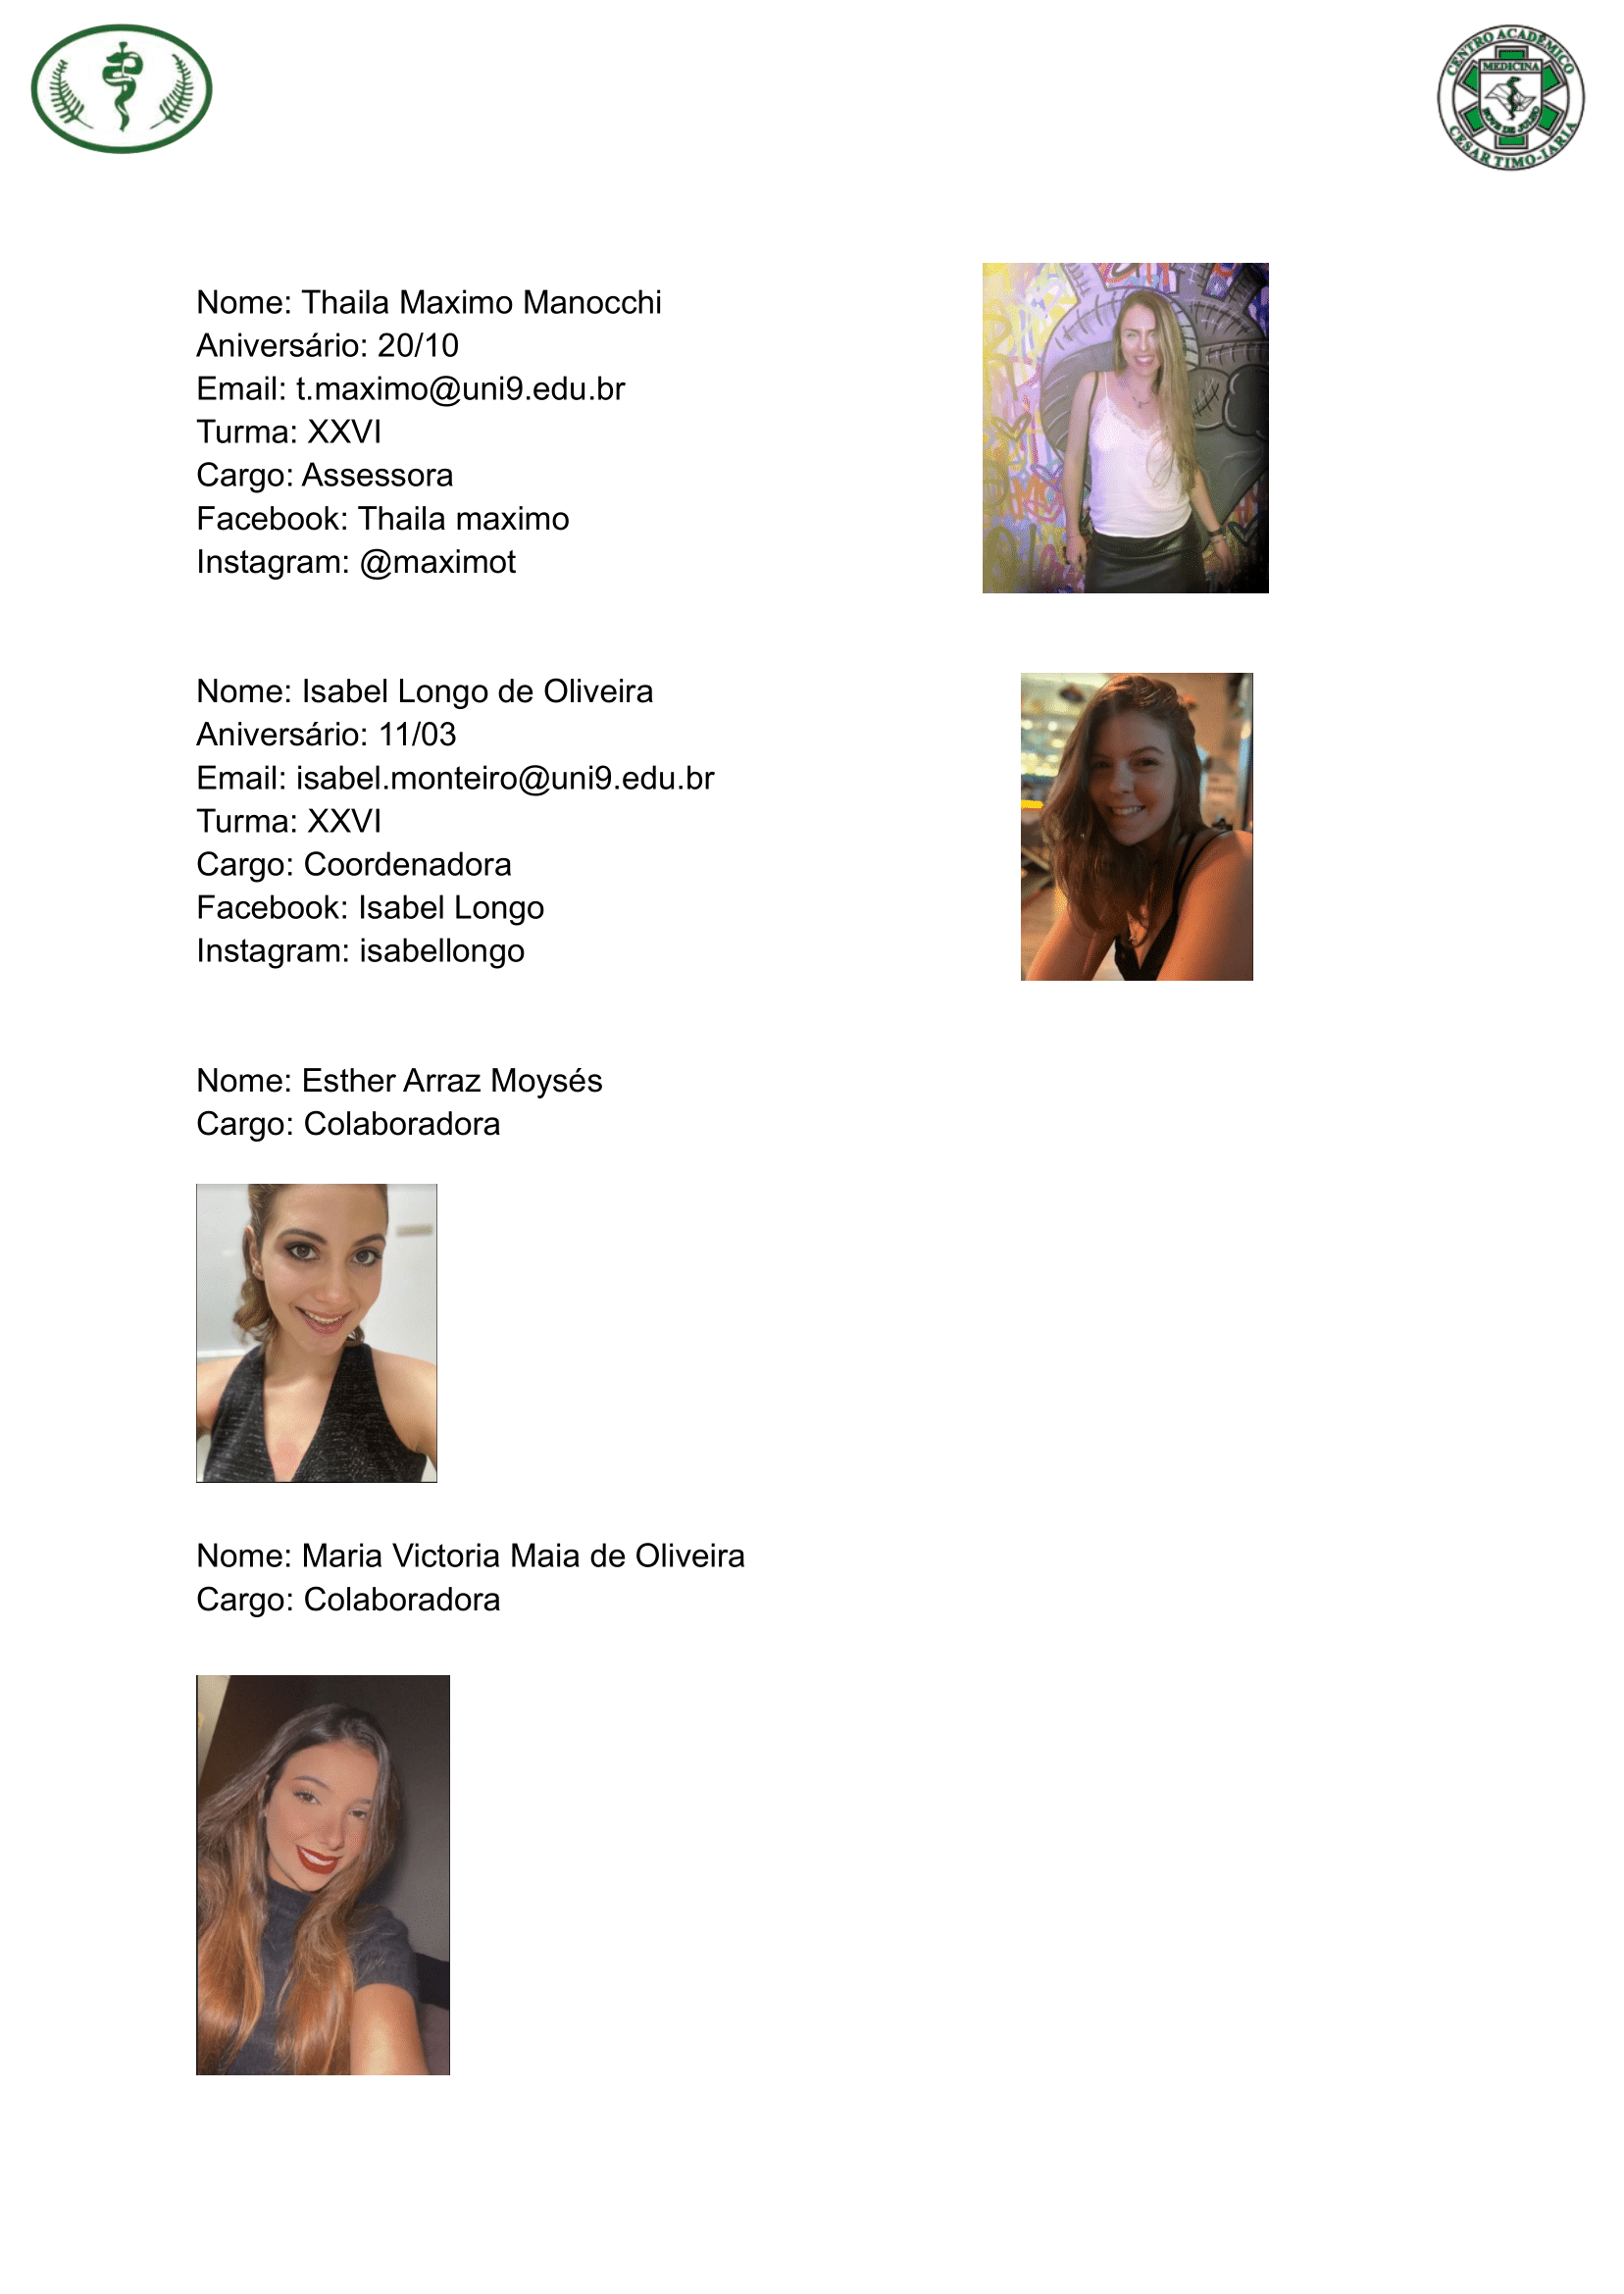 CENTRO ACADÊMICO
MEDICINA
NOVE DE JULHO
CESAR TIMO-IARIA
Nome: Thaila Maximo Manocchi
Aniversário: 20/10
Email: t.maximo@uni9.edu.br
Turma: XXVI
Cargo: Assessora
Facebook: Thaila maximo
Instagram: @maximot
Nome: Isabel Longo de Oliveira
Aniversário: 11/03
Email: isabel.monteiro@uni9.edu.br
Turma: XXVI
Cargo: Coordenadora
Facebook: Isabel Longo
Instagram: isabellongo
Nome: Esther Arraz Moysés
Cargo: Colaboradora
Nome: Maria Victoria Maia de Oliveira
Cargo: Colaboradora